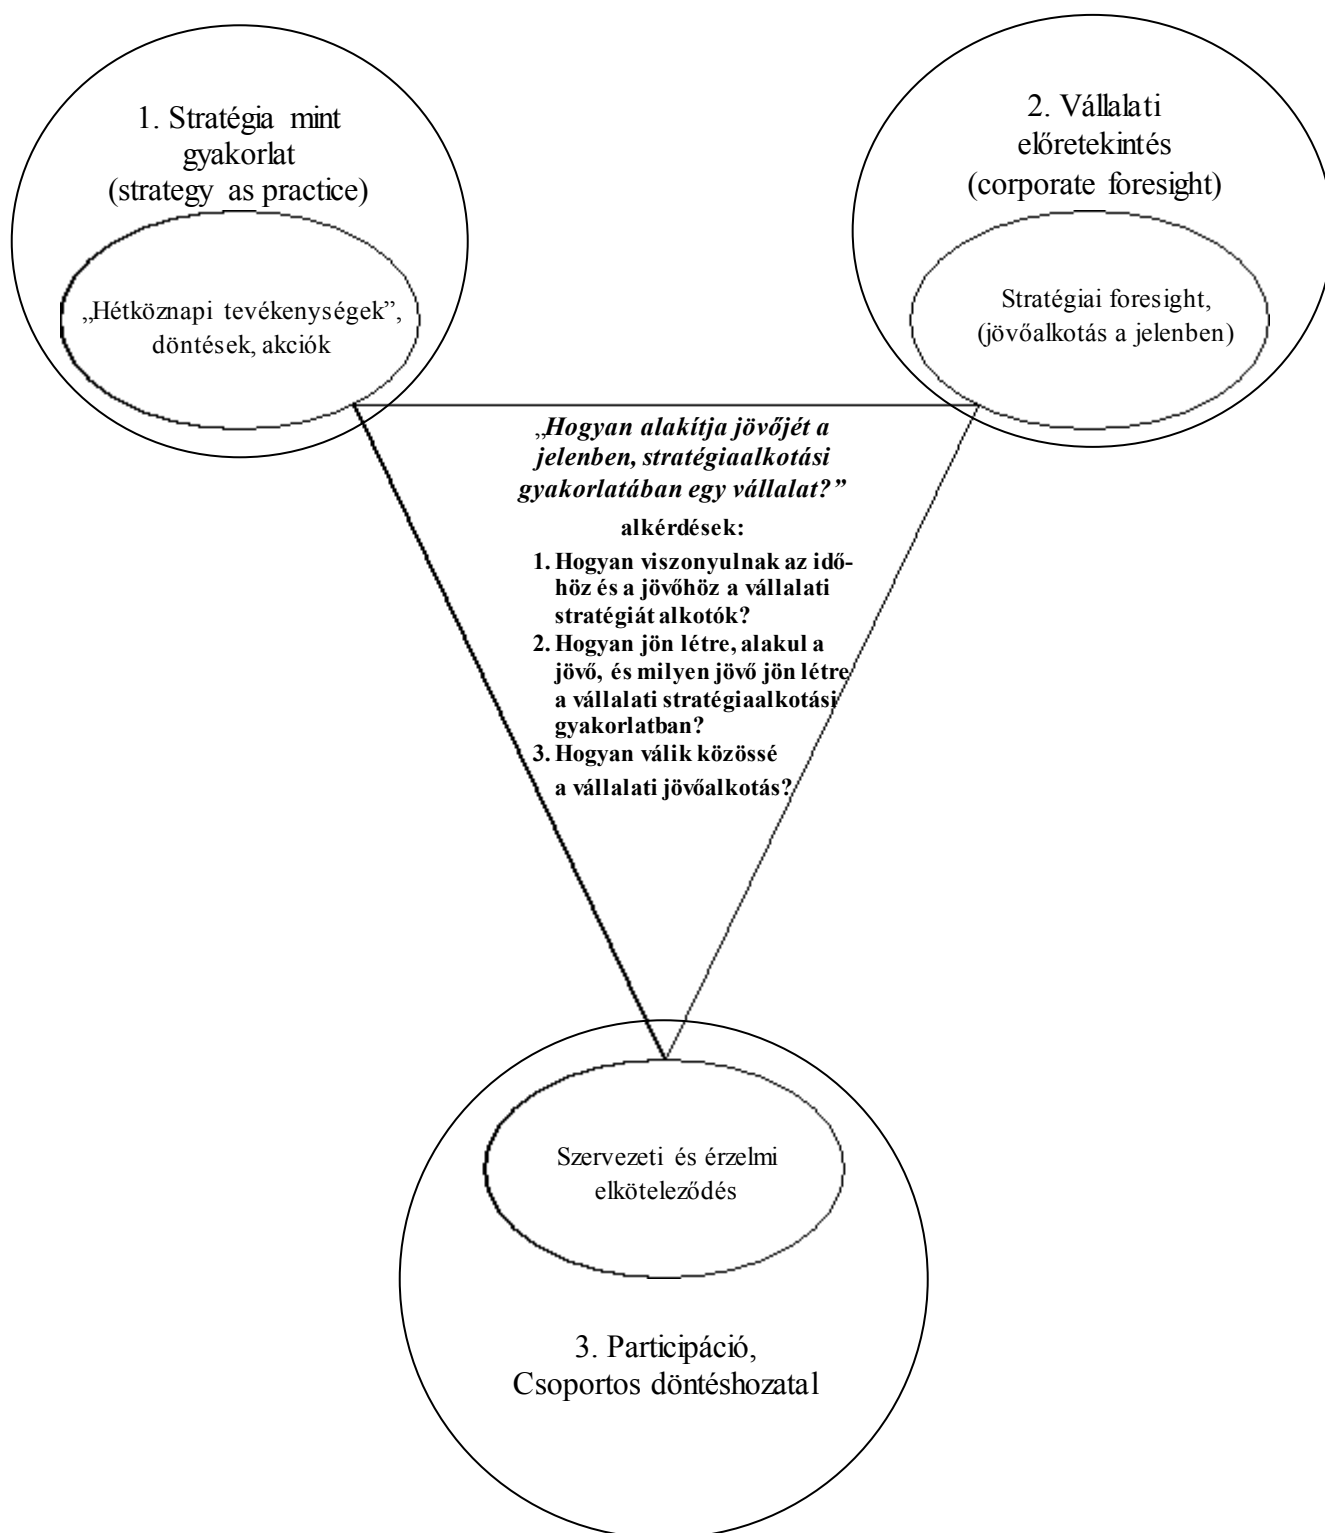 1. Stratégia mint
gyakorlat
(strategy as practice)
„Hétköznapi tevékenységek”,
döntések, akciók
2. Vállalati
előretekintés
(corporate foresight)
Stratégiai foresight,
(jövőalkotás a jelenben)
„Hogyan alakítja jövőjét a
jelenben, stratégiaalkotási
gyakorlatában egy vállalat?”
alkérdések:
1. Hogyan viszonyulnak az idő-
höz és a jövőhöz a vállalati
stratégiát alkotók?
2. Hogyan jön létre, alakul a
jövő, és milyen jövő jön létre
a vállalati stratégiaalkotási
gyakorlatban?
3. Hogyan válik közössé
a vállalati jövőalkotás?
Szervezeti és érzelmi
elköteleződés
3. Participáció,
Csoportos döntéshozatal